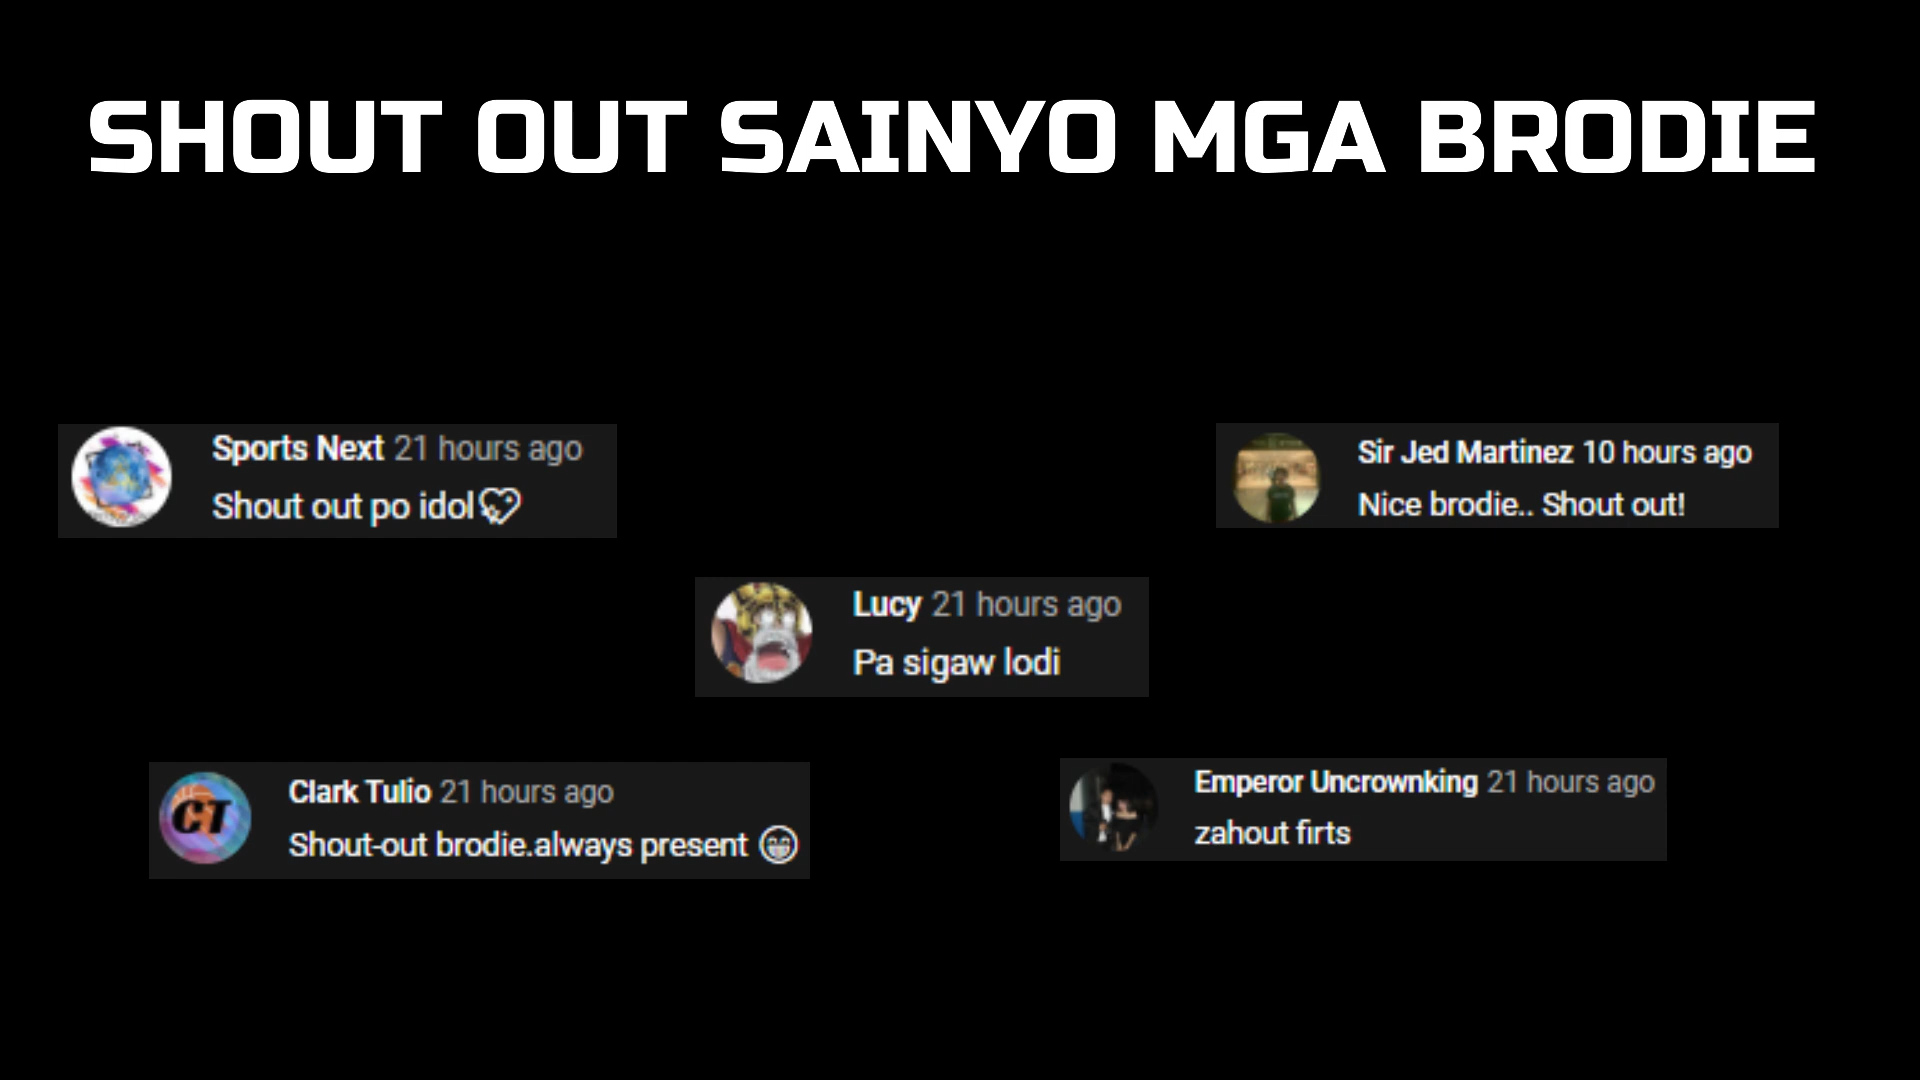 SHOUT OUT SAINYO MGA BRODIE
Sports Next 21 hours ago
Shout out po idol💖
Sir Jed Martinez 10 hours ago
Nice brodie.. Shout out!
Lucy 21 hours ago
Pa sigaw lodi
Clark Tulio 21 hours ago
Shout-out brodie.always present 😁
CT
Emperor Uncrownking 21 hours ago
zahout firts